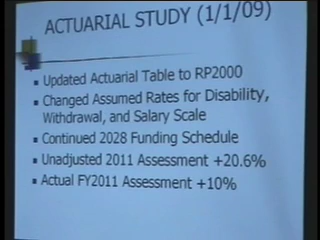 ACTUARIAL STUDY (1/1/09)
Updated Actuarial Table to RP2000
Changed Assumed Rates for Disability,
Withdrawal, and Salary Scale
Continued 2028 Funding Schedule
Unadjusted 2011 Assessment +20.6%
Actual FY2011 Assessment +10%